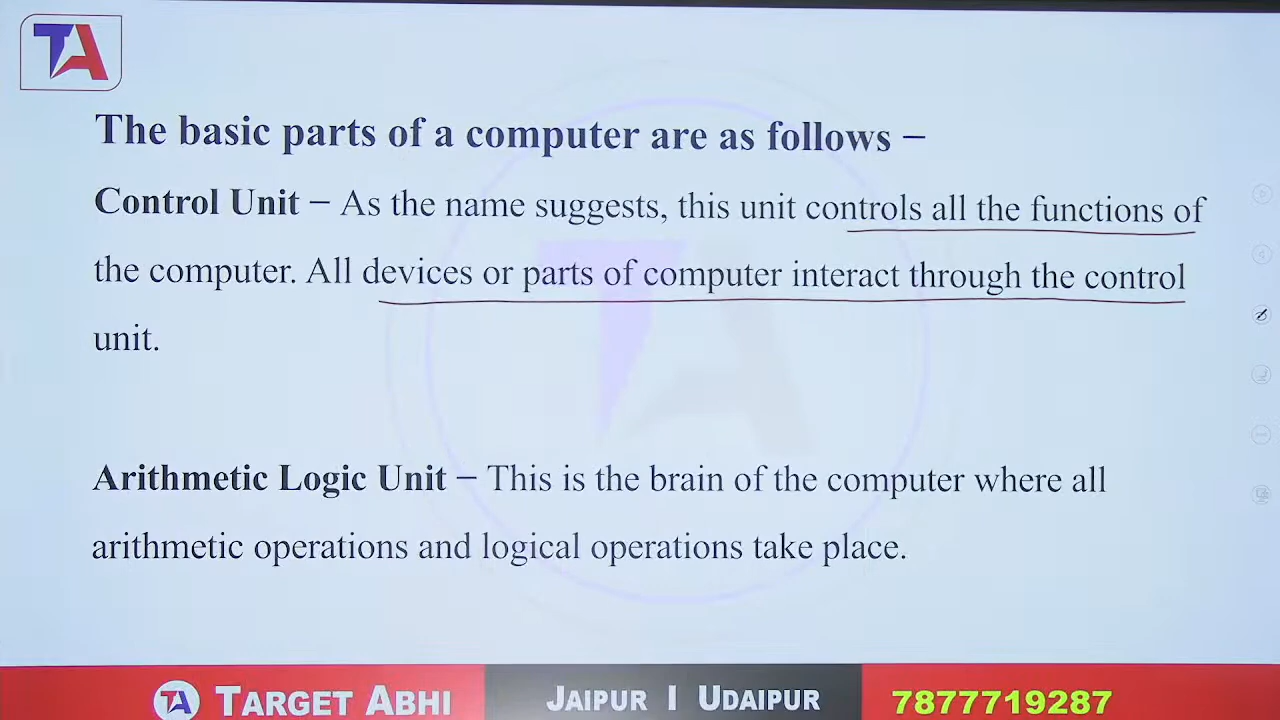 TA
The basic parts of a computer are as follows –
Control Unit – As the name suggests, this unit controls all the functions of
the computer. All devices or parts of computer interact through the control
unit.
Arithmetic Logic Unit – This is the brain of the computer where all
arithmetic operations and logical operations take place.
TA TARGET ABHI JAIPUR I UDAIPUR 7877719287